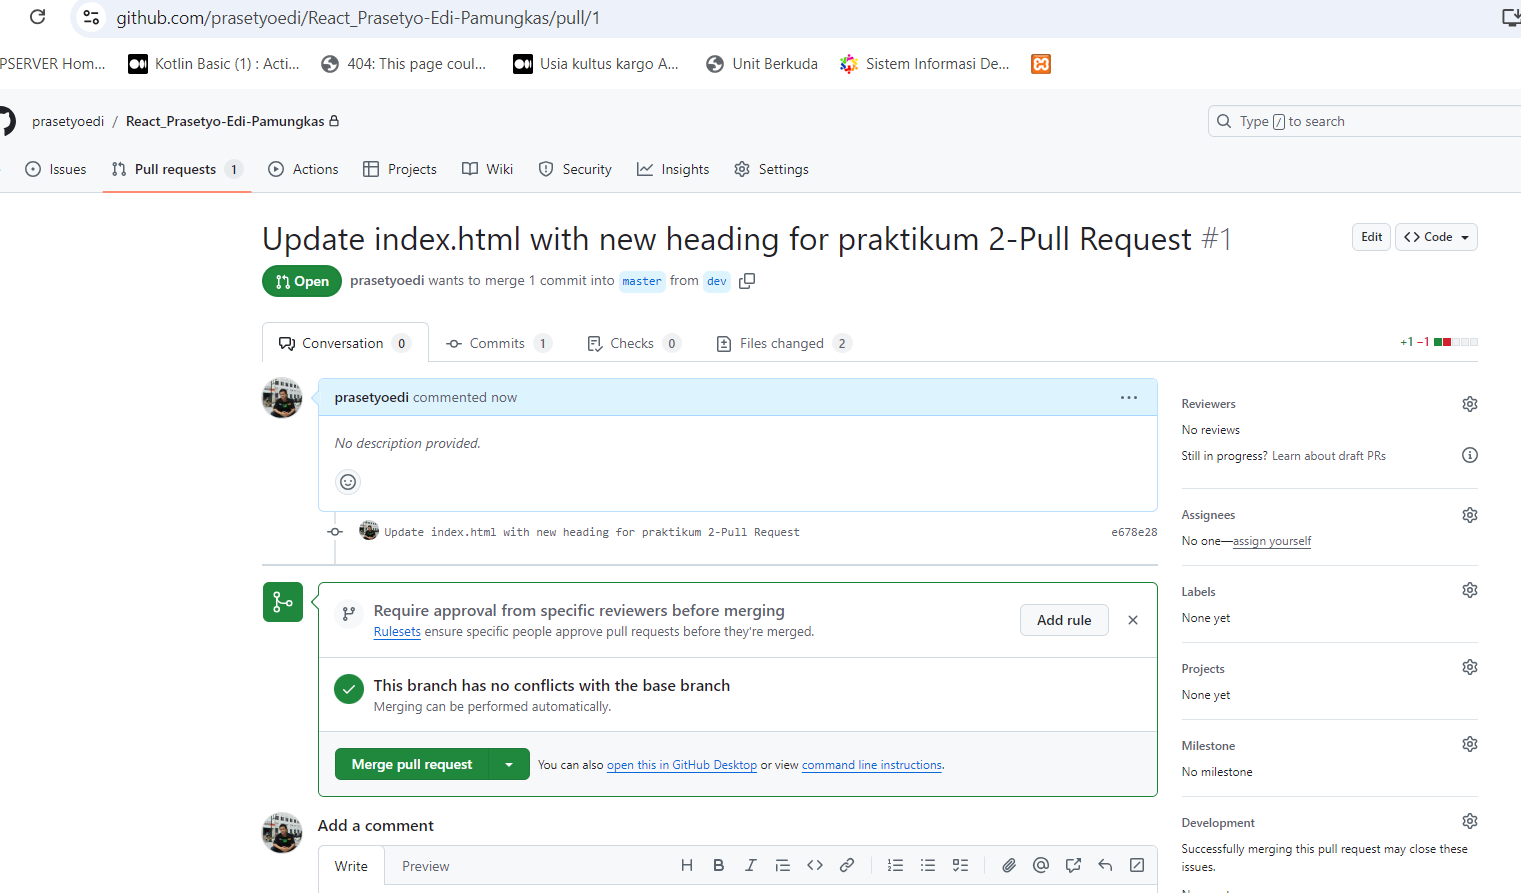 github.com/prasetyoedi/React_Prasetyo-Edi-Pamungkas/pull/1
PSERVER Hom... Kotlin Basic (1) : Acti... 404: This page coul... Usia kultus kargo A... Unit Berkuda Sistem Informasi De...
prasetyoedi / React_Prasetyo-Edi-Pamungkas Type / to search
Issues Pull requests 1 Actions Projects Wiki Security Insights Settings
Update index.html with new heading for praktikum 2-Pull Request #1
Edit <> Code
Open prasetyoedi wants to merge 1 commit into master from dev
Conversation 0 Commits 1 Checks 0 Files changed 2 +1 −1
prasetyoedi commented now
No description provided.
Update index.html with new heading for praktikum 2-Pull Request e678e28
Require approval from specific reviewers before merging
Rulesets ensure specific people approve pull requests before they're merged.
Add rule
This branch has no conflicts with the base branch
Merging can be performed automatically.
Merge pull request You can also open this in GitHub Desktop or view command line instructions.
Add a comment
Write Preview
Reviewers
No reviews
Still in progress? Learn about draft PRs
Assignees
No one—assign yourself
Labels
None yet
Projects
None yet
Milestone
No milestone
Development
Successfully merging this pull request may close these
issues.